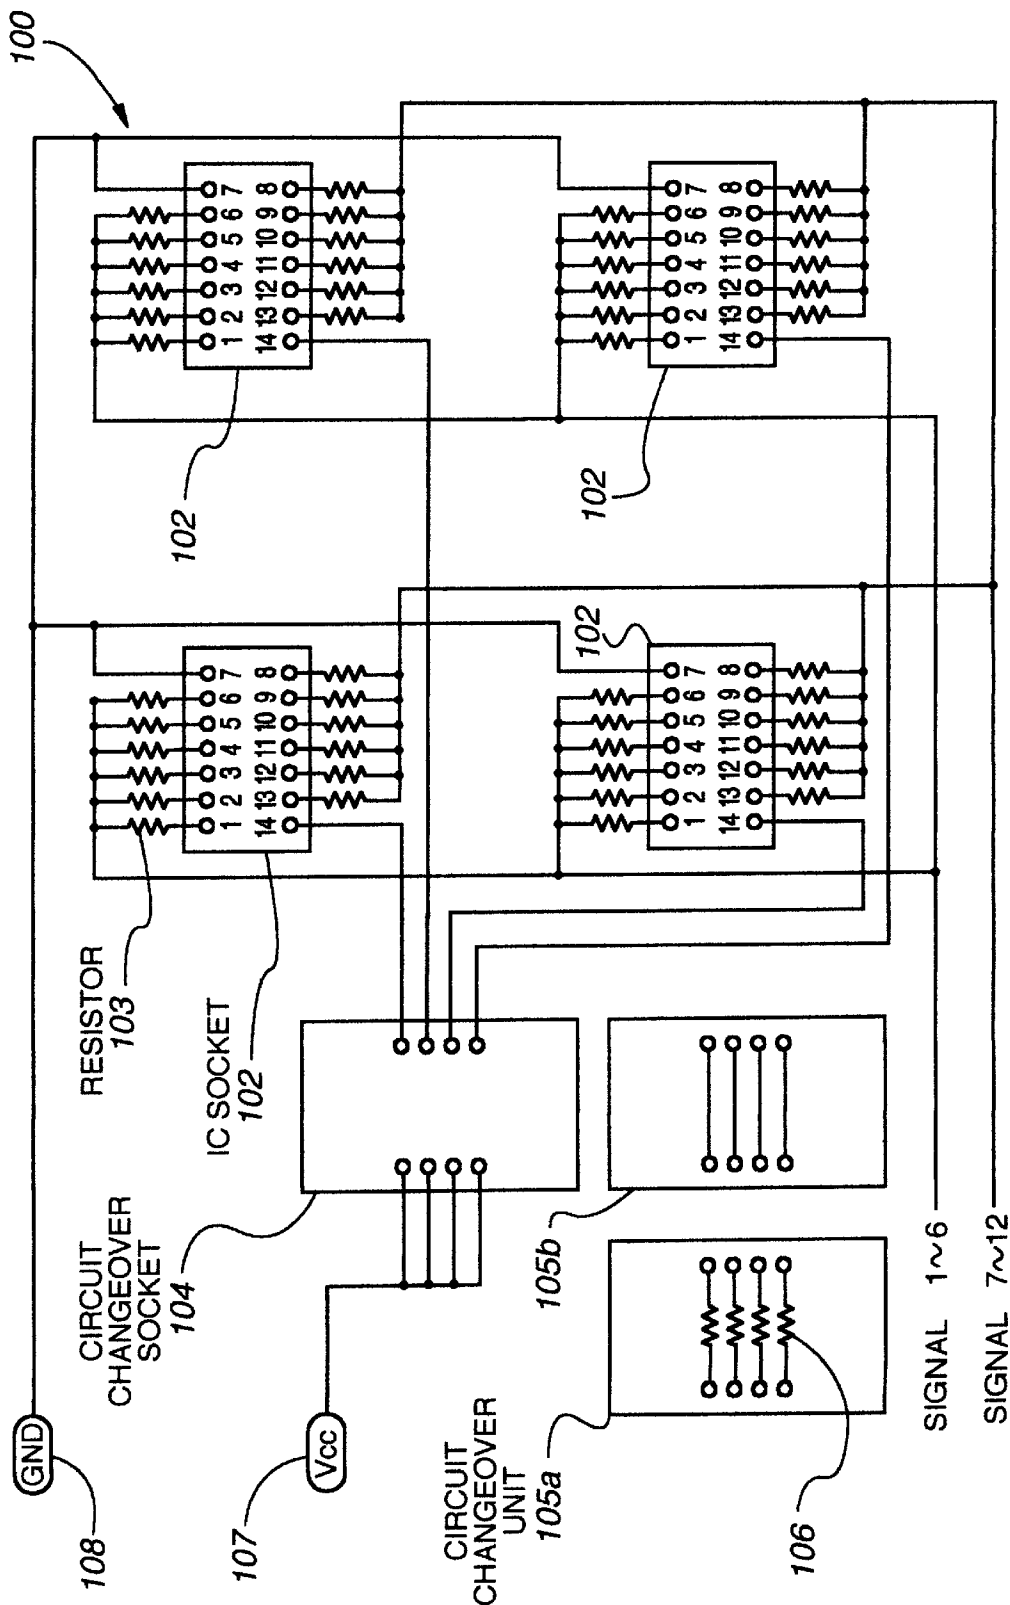 100
GND
108
RESISTOR
103
CIRCUIT
CHANGEOVER
SOCKET
104
IC SOCKET
102
1 2 3 4 5 6 7
14 13 12 11 10 9 8
102
1 2 3 4 5 6 7
14 13 12 11 10 9 8
107
Vcc
CIRCUIT
CHANGEOVER
UNIT
105a
105b
102
1 2 3 4 5 6 7
14 13 12 11 10 9 8
102
1 2 3 4 5 6 7
14 13 12 11 10 9 8
106
SIGNAL 1~6
SIGNAL 7~12